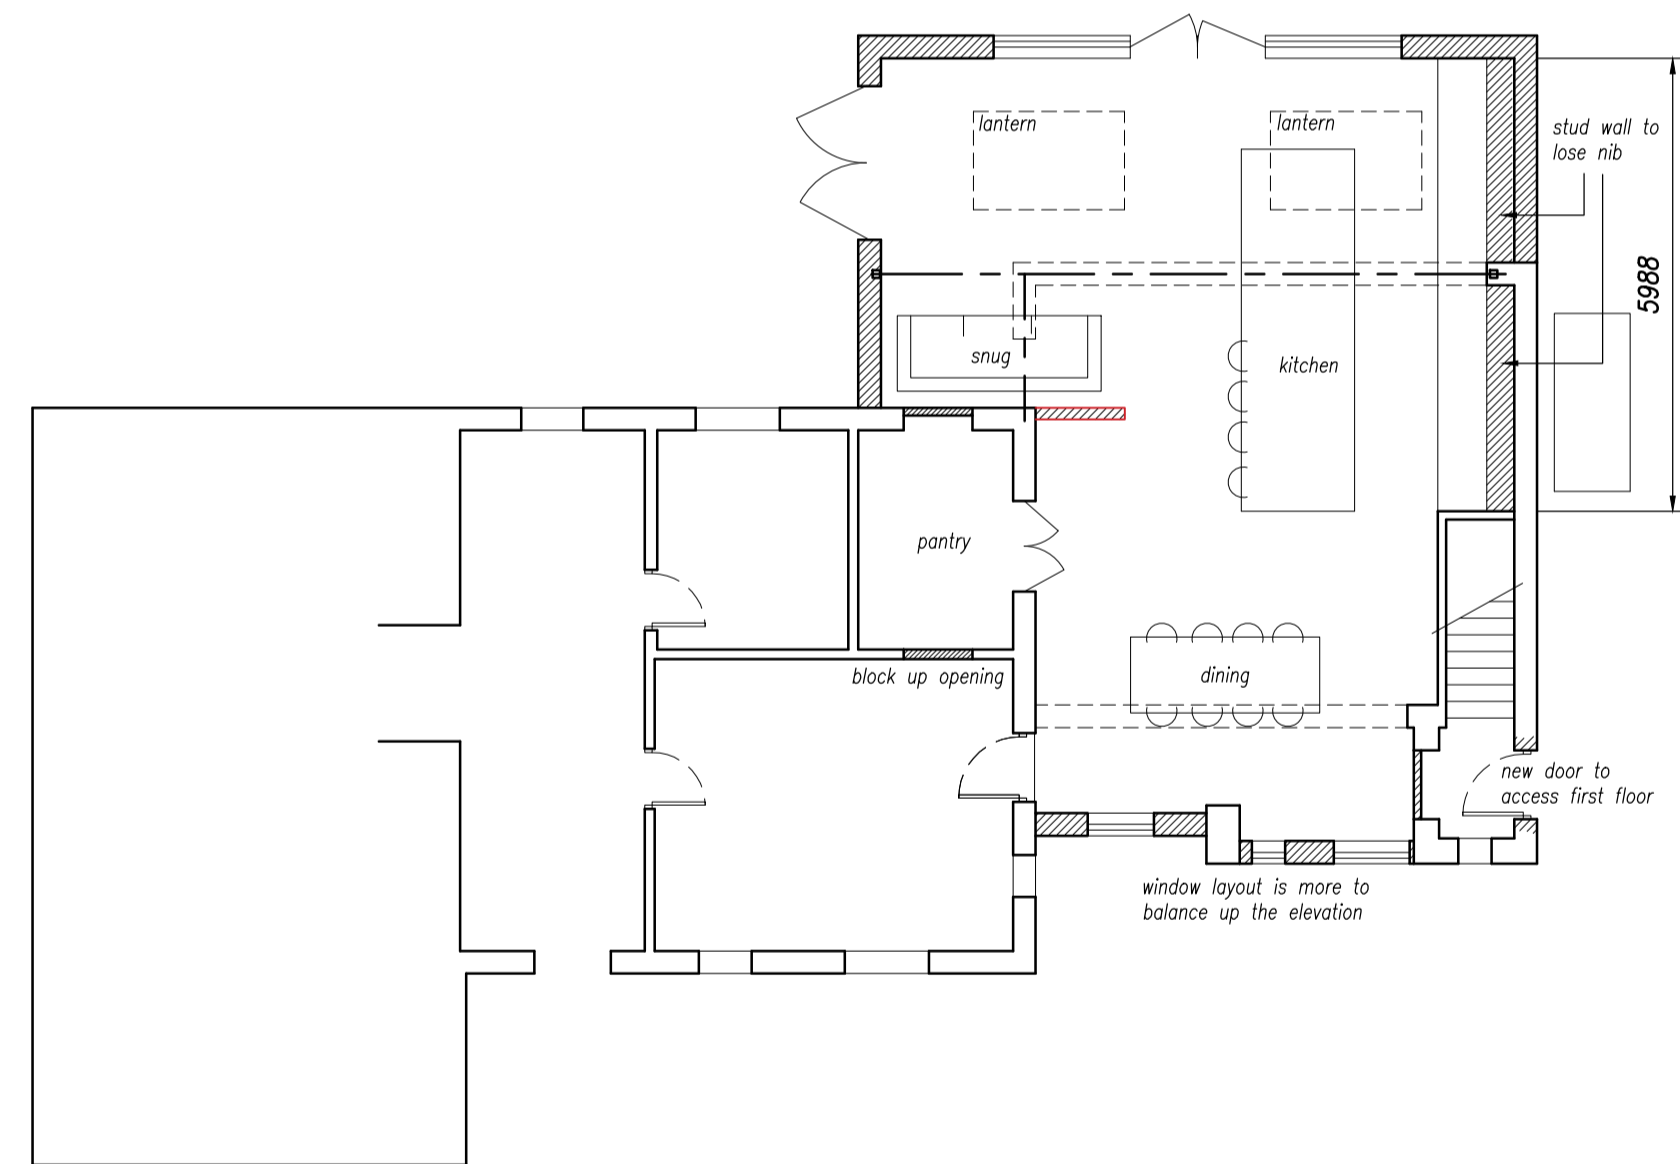 lantern
lantern
stud wall to
lose nib
5988
snug
kitchen
pantry
block up opening
dining
new door to
access first floor
window layout is more to
balance up the elevation